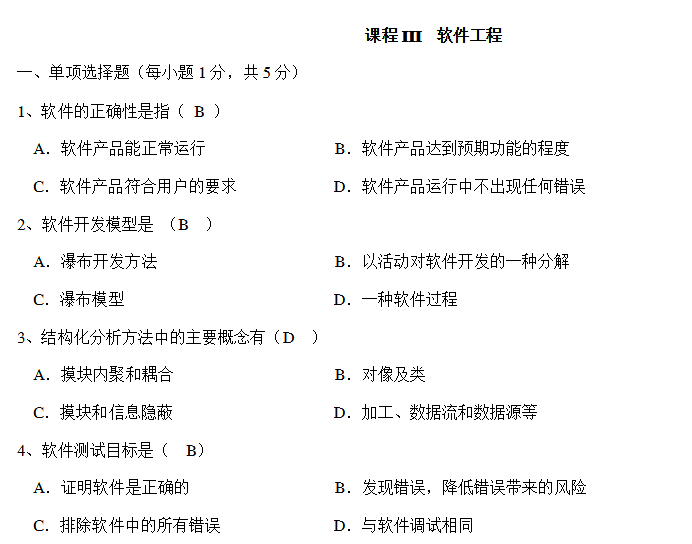 课程 III 软件工程
一、单项选择题（每小题 1 分，共 5 分）
1、软件的正确性是指（ B ）
A．软件产品能正常运行 B．软件产品达到预期功能的程度
C．软件产品符合用户的要求 D．软件产品运行中不出现任何错误
2、软件开发模型是 （B ）
A．瀑布开发方法 B．以活动对软件开发的一种分解
C．瀑布模型 D．一种软件过程
3、结构化分析方法中的主要概念有（D ）
A．摸块内聚和耦合 B．对像及类
C．摸块和信息隐蔽 D．加工、数据流和数据源等
4、软件测试目标是（ B）
A．证明软件是正确的 B．发现错误，降低错误带来的风险
C．排除软件中的所有错误 D．与软件调试相同